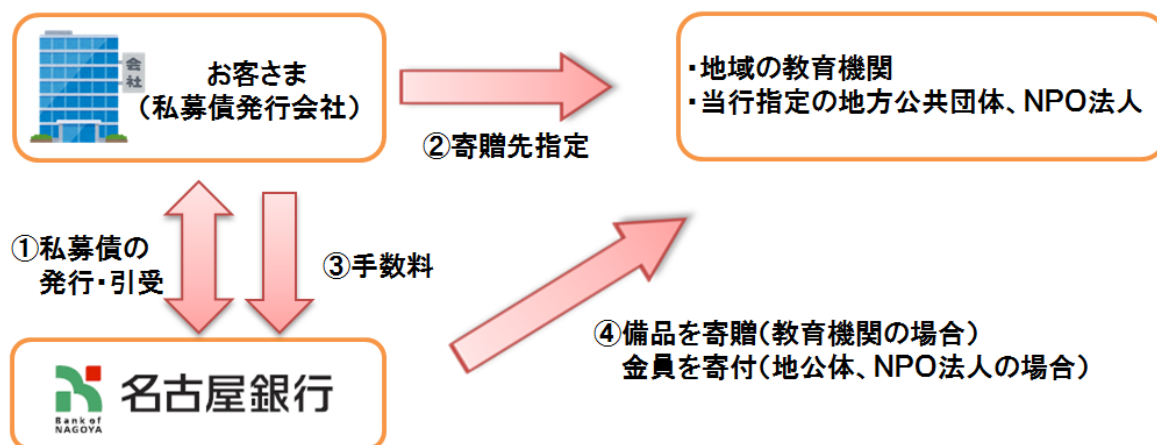 会社
お客さま
（私募債発行会社）
・地域の教育機関
・当行指定の地方公共団体、NPO法人
②寄贈先指定
①私募債の
発行・引受
③手数料
④備品を寄贈（教育機関の場合）
金員を寄付（地公体、NPO法人の場合）
名古屋銀行
Bank of
NAGOYA